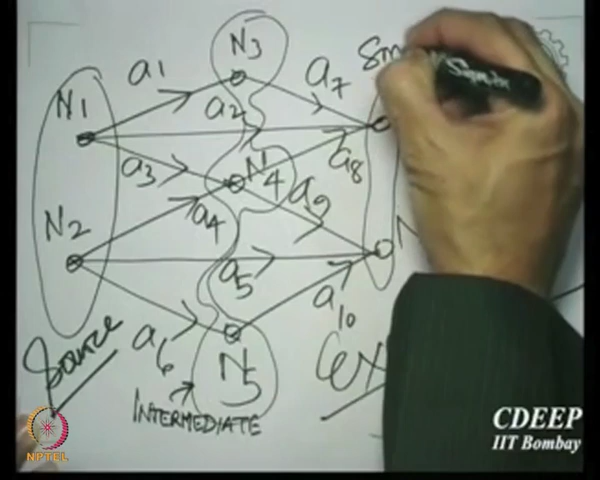 N3
a1
a7
Sm
N1
a2
a3
N4
a8
N2
a4
a9
N
a5
a10
a6
N5
Source
INTERMEDIATE
CDEEP
IIT Bombay
NPTEL